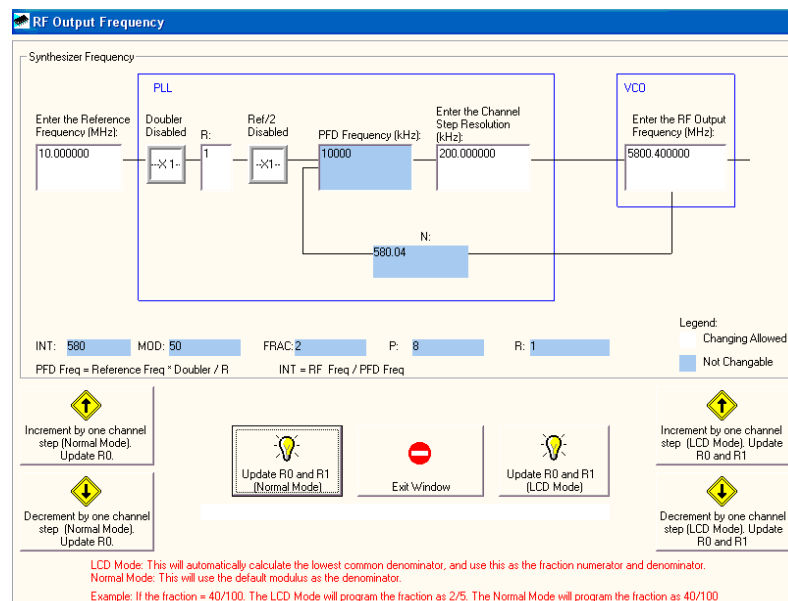 RF Output Frequency
Synthesizer Frequency
PLL
VCO
Enter the Reference
Frequency (MHz):
10.000000
Doubler
Disabled
--X 1--
R:
1
Ref/2
Disabled
--X1--
PFD Frequency (kHz):
10000
Enter the Channel
Step Resolution
(kHz):
200.000000
Enter the RF Output
Frequency (MHz):
5800.400000
N:
580.04
Legend:
Changing Allowed
Not Changable
INT: 580 MOD: 50 FRAC: 2 P: 8 R: 1
PFD Freq = Reference Freq * Doubler / R INT = RF Freq / PFD Freq
Increment by one channel
step (Normal Mode).
Update R0.
Decrement by one channel
step (Normal Mode).
Update R0.
Update R0 and R1
(Normal Mode)
Exit Window
Update R0 and R1
(LCD Mode)
Increment by one channel
step (LCD Mode). Update
R0 and R1
Decrement by one channel
step (LCD Mode). Update
R0 and R1
LCD Mode: This will automatically calculate the lowest common denominator, and use this as the fraction numerator and denominator.
Normal Mode: This will use the default modulus as the denominator.
Example: If the fraction = 40/100. The LCD Mode will program the fraction as 2/5. The Normal Mode will program the fraction as 40/100